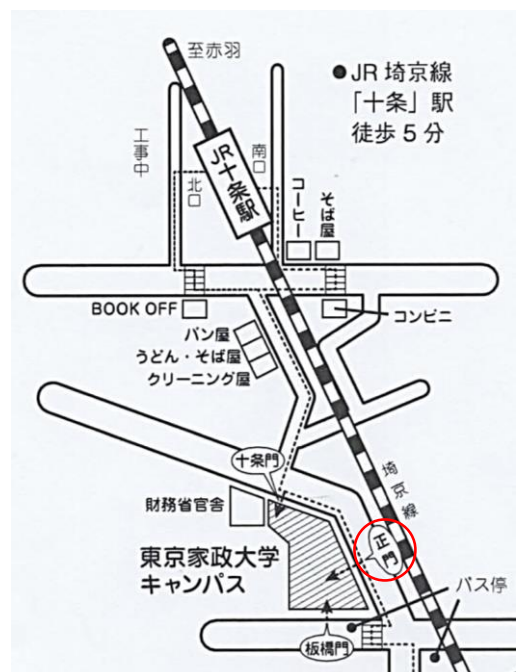 至赤羽
●JR 埼京線
「十条」駅
徒歩 5 分
工事中
北口
JR十条駅
南口
コーヒー
そば屋
BOOK OFF
コンビニ
パン屋
うどん・そば屋
クリーニング屋
十条門
財務省官舎
埼京線
正門
東京家政大学
キャンパス
バス停
板橋門